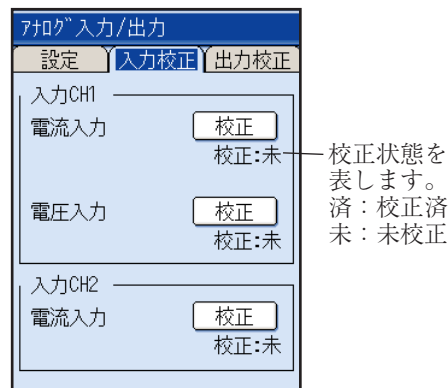 アナログ入力/出力
設定 入力校正 出力校正
入力CH1
電流入力 校正
校正:未
電圧入力 校正
校正:未
入力CH2
電流入力 校正
校正:未
校正状態を
表します。
済：校正済
未：未校正